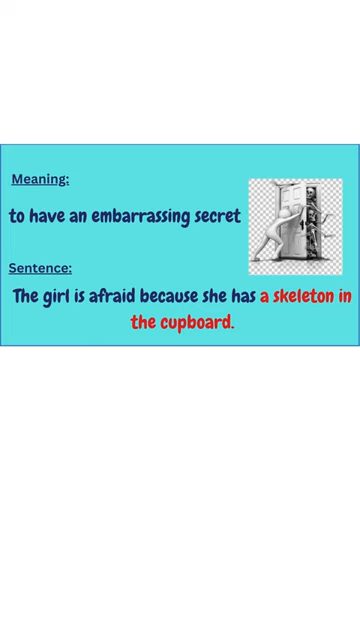 Meaning:
to have an embarrassing secret
Sentence:
The girl is afraid because she has a skeleton in
the cupboard.